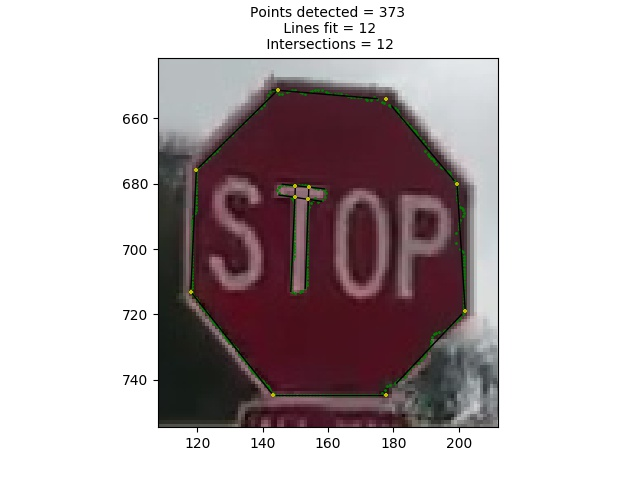 Points detected = 373
Lines fit = 12
Intersections = 12
660
680
700
720
740
STOP
120 140 160 180 200